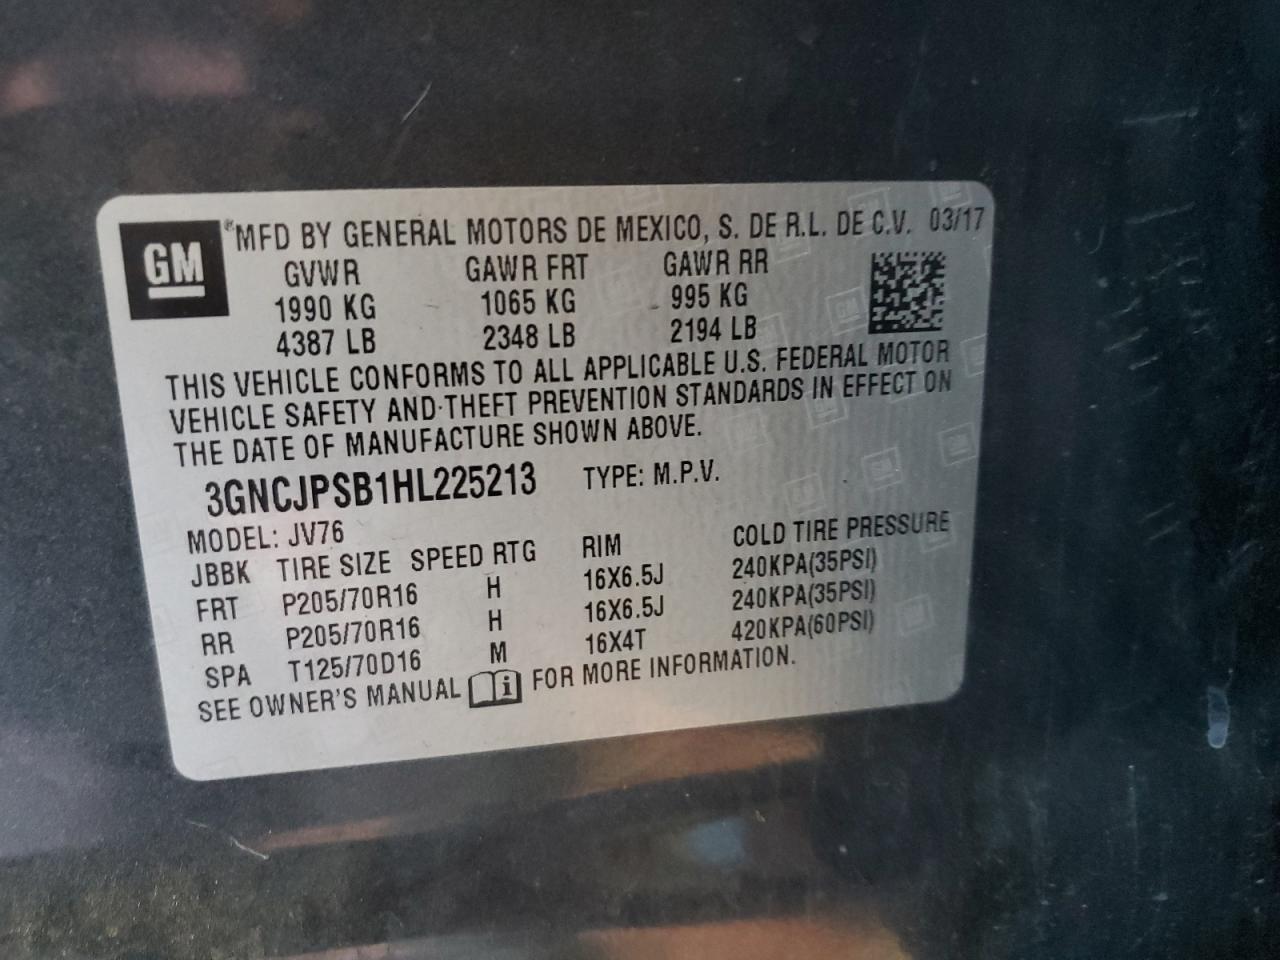 GM ®MFD BY GENERAL MOTORS DE MEXICO, S. DE R.L. DE C.V. 03/17
GVWR GAWR FRT GAWR RR
1990 KG 1065 KG 995 KG
4387 LB 2348 LB 2194 LB
THIS VEHICLE CONFORMS TO ALL APPLICABLE U.S. FEDERAL MOTOR
VEHICLE SAFETY AND THEFT PREVENTION STANDARDS IN EFFECT ON
THE DATE OF MANUFACTURE SHOWN ABOVE.
3GNCJPSB1HL225213 TYPE: M.P.V.
MODEL: JV76
JBBK TIRE SIZE SPEED RTG RIM COLD TIRE PRESSURE
FRT P205/70R16 H 16X6.5J 240KPA(35PSI)
RR P205/70R16 H 16X6.5J 240KPA(35PSI)
SPA T125/70D16 M 16X4T 420KPA(60PSI)
SEE OWNER'S MANUAL i FOR MORE INFORMATION.